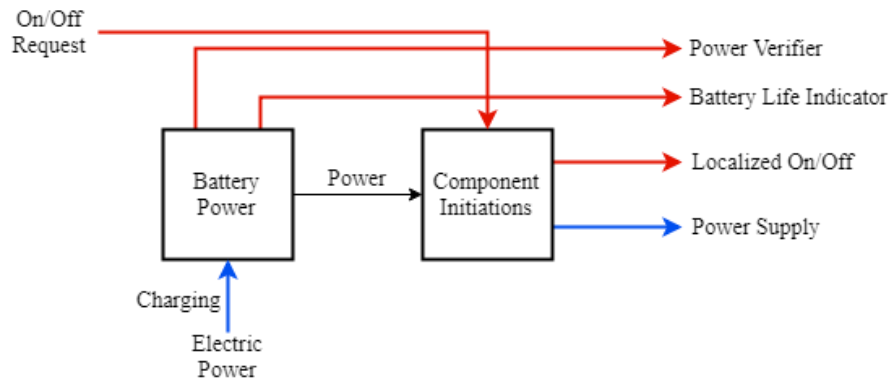 On/Off
Request
Power Verifier
Battery Life Indicator
Battery
Power
Power
Component
Initiations
Localized On/Off
Power Supply
Charging
Electric
Power